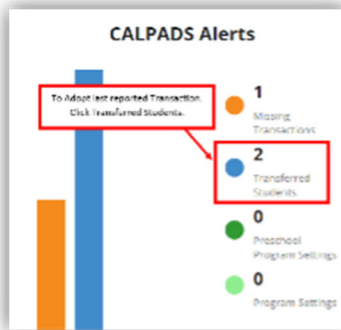 CALPADS Alerts
To Adopt last reported Transaction,
Click Transferred Students.
1
Missing
Transactions
2
Transferred
Students
0
Preschool
Program Settings
0
Program Settings